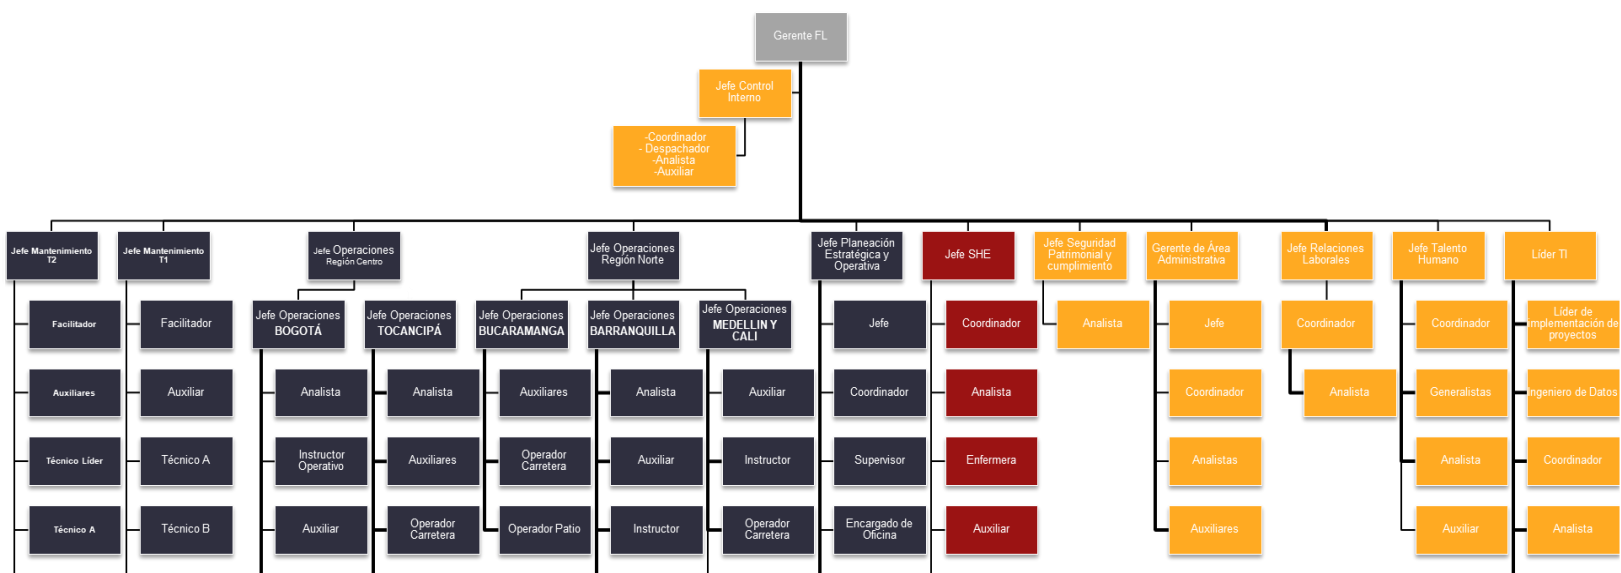 Gerente FL
Jefe Control
Interno
-Coordinador
- Despachador
-Analista
-Auxiliar
Jefe Mantenimiento
T2
Jefe Mantenimiento
T1
Jefe Operaciones
Región Centro
Jefe Operaciones
Región Norte
Jefe Planeación
Estratégica y
Operativa
Jefe SHE
Jefe Seguridad
Patrimonial y
cumplimiento
Gerente de Área
Administrativa
Jefe Relaciones
Laborales
Jefe Talento
Humano
Líder TI
Facilitador
Facilitador
Jefe Operaciones
BOGOTÁ
Jefe Operaciones
TOCANCIPÁ
Jefe Operaciones
BUCARAMANGA
Jefe Operaciones
BARRANQUILLA
Jefe Operaciones
MEDELLIN Y
CALI
Jefe
Coordinador
Analista
Jefe
Coordinador
Coordinador
Líder de
implementación de
proyectos
Auxiliares
Auxiliar
Analista
Analista
Auxiliares
Analista
Auxiliar
Coordinador
Analista
Coordinador
Analista
Generalistas
Ingeniero de Datos
Técnico Líder
Técnico A
Instructor
Operativo
Auxiliares
Operador
Carretera
Auxiliar
Instructor
Supervisor
Enfermera
Analistas
Analista
Coordinador
Técnico A
Técnico B
Auxiliar
Operador
Carretera
Operador Patio
Instructor
Operador
Carretera
Encargado de
Oficina
Auxiliar
Auxiliares
Auxiliar
Analista